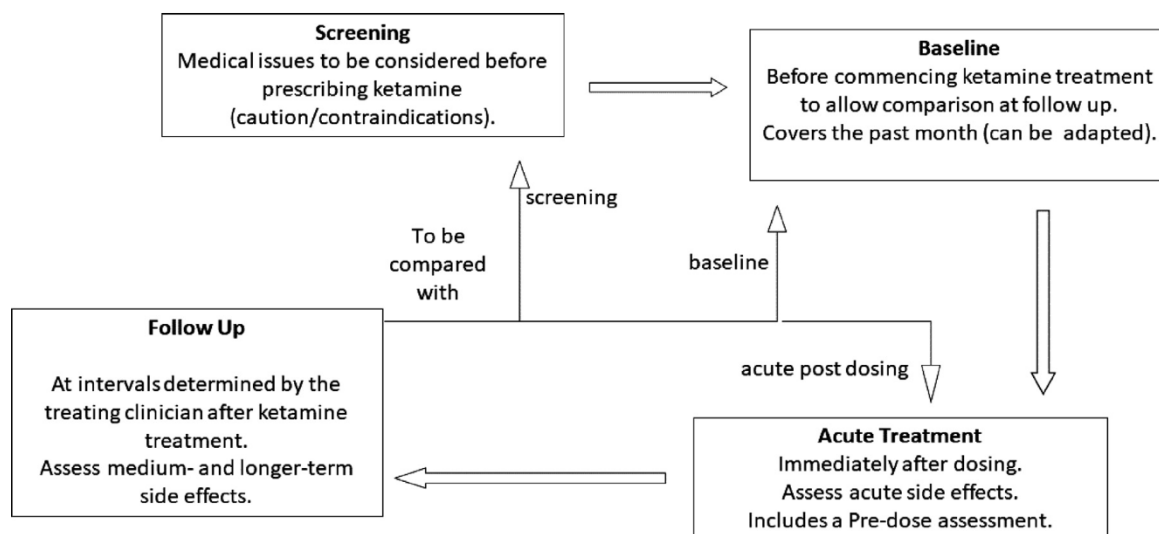 Screening
Medical issues to be considered before
prescribing ketamine
(caution/contraindications).
Baseline
Before commencing ketamine treatment
to allow comparison at follow up.
Covers the past month (can be adapted).
screening
To be
compared
with
baseline
Follow Up
At intervals determined by the
treating clinician after ketamine
treatment.
Assess medium- and longer-term
side effects.
acute post dosing
Acute Treatment
Immediately after dosing.
Assess acute side effects.
Includes a Pre-dose assessment.